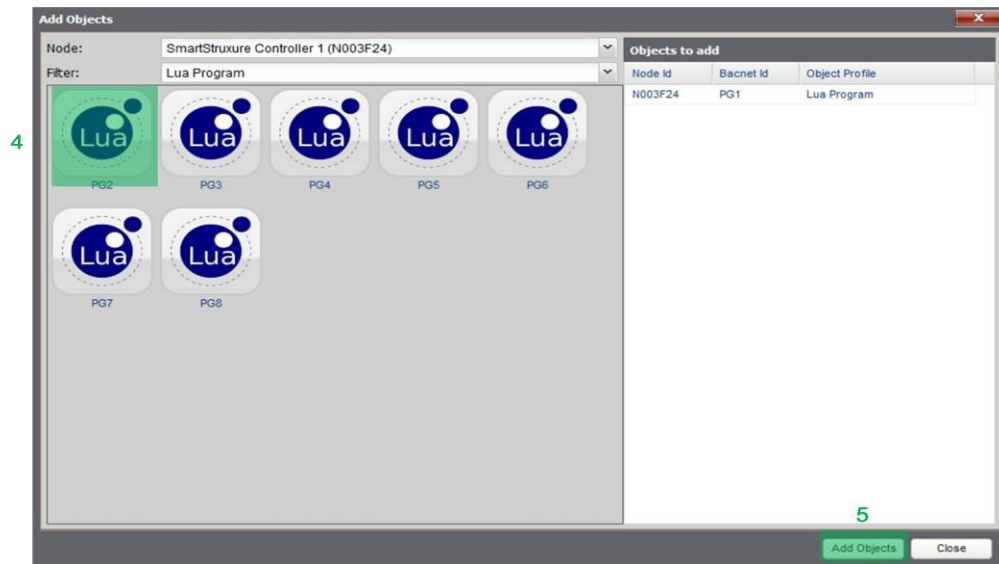 Add Objects
Node: SmartStruxure Controller 1 (N003F24)
Filter: Lua Program
Objects to add
Node Id Bacnet Id Object Profile
N003F24 PG1 Lua Program
4
Lua Lua Lua Lua Lua
PG2 PG3 PG4 PG5 PG6
Lua Lua
PG7 PG8
5
Add Objects Close